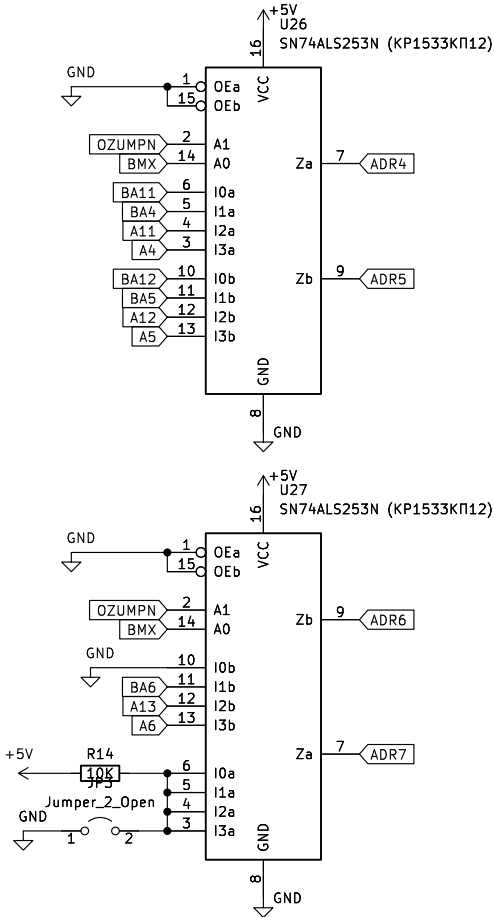 +5V
U26
SN74ALS253N (КР1533КП12)
16
VCC
GND
1
OEa
15
OEb
OZUMPN
2
A1
BMX
14
A0
Za
7
ADR4
BA11
6
I0a
BA4
5
I1a
A11
4
I2a
A4
3
I3a
BA12
10
I0b
Zb
9
ADR5
BA5
11
I1b
A12
12
I2b
A5
13
I3b
GND
8
GND
+5V
U27
SN74ALS253N (КР1533КП12)
16
VCC
GND
1
OEa
15
OEb
OZUMPN
2
A1
Zb
9
ADR6
BMX
14
A0
GND
10
I0b
BA6
11
I1b
A13
12
I2b
A6
13
I3b
+5V
R14
10K
6
I0a
Za
7
ADR7
JP3
Jumper_2_Open
5
I1a
4
I2a
GND
1
2
3
I3a
GND
8
GND